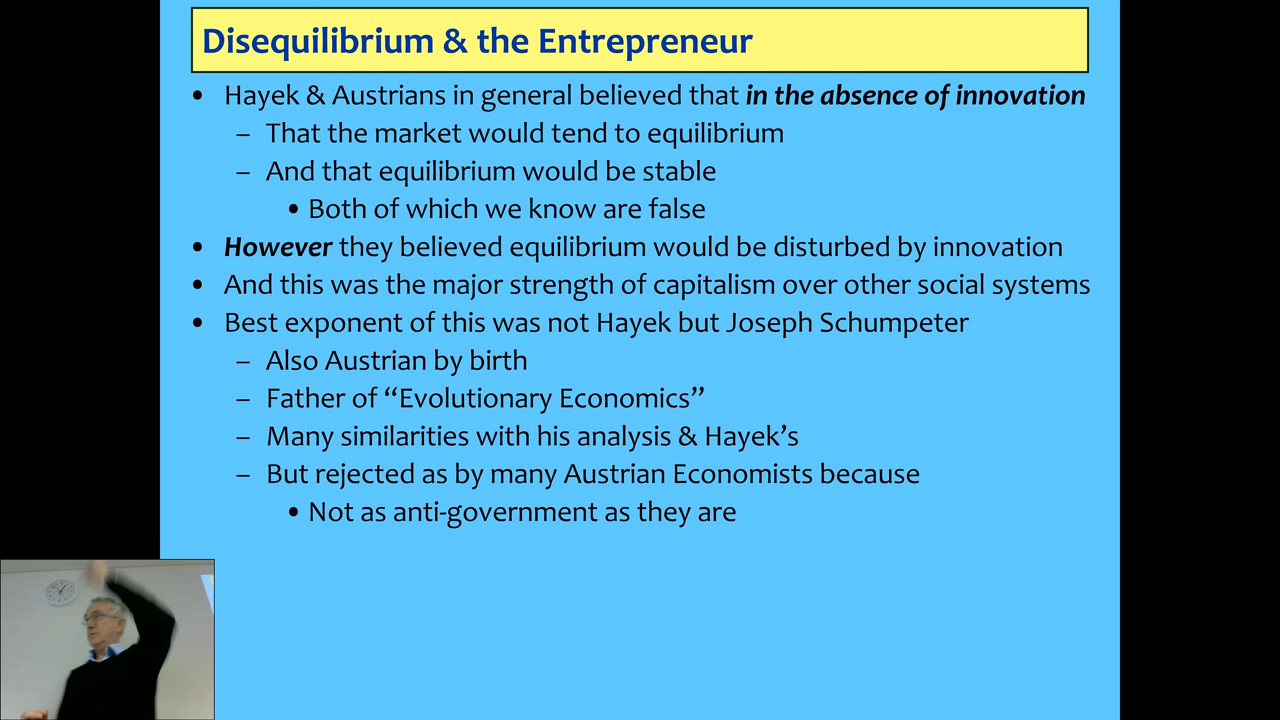 Disequilibrium & the Entrepreneur
• Hayek & Austrians in general believed that in the absence of innovation
– That the market would tend to equilibrium
– And that equilibrium would be stable
• Both of which we know are false
• However they believed equilibrium would be disturbed by innovation
• And this was the major strength of capitalism over other social systems
• Best exponent of this was not Hayek but Joseph Schumpeter
– Also Austrian by birth
– Father of “Evolutionary Economics”
– Many similarities with his analysis & Hayek’s
– But rejected as by many Austrian Economists because
• Not as anti-government as they are